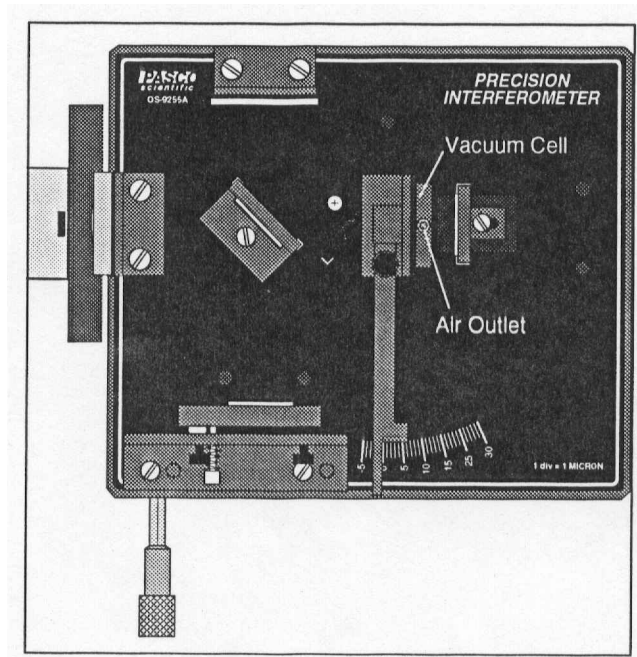 PASCO
scientific
OS-9255A
PRECISION
INTERFEROMETER
Vacuum Cell
Air Outlet
-5
0
5
10
15
20
25
30
1 div = 1 MICRON